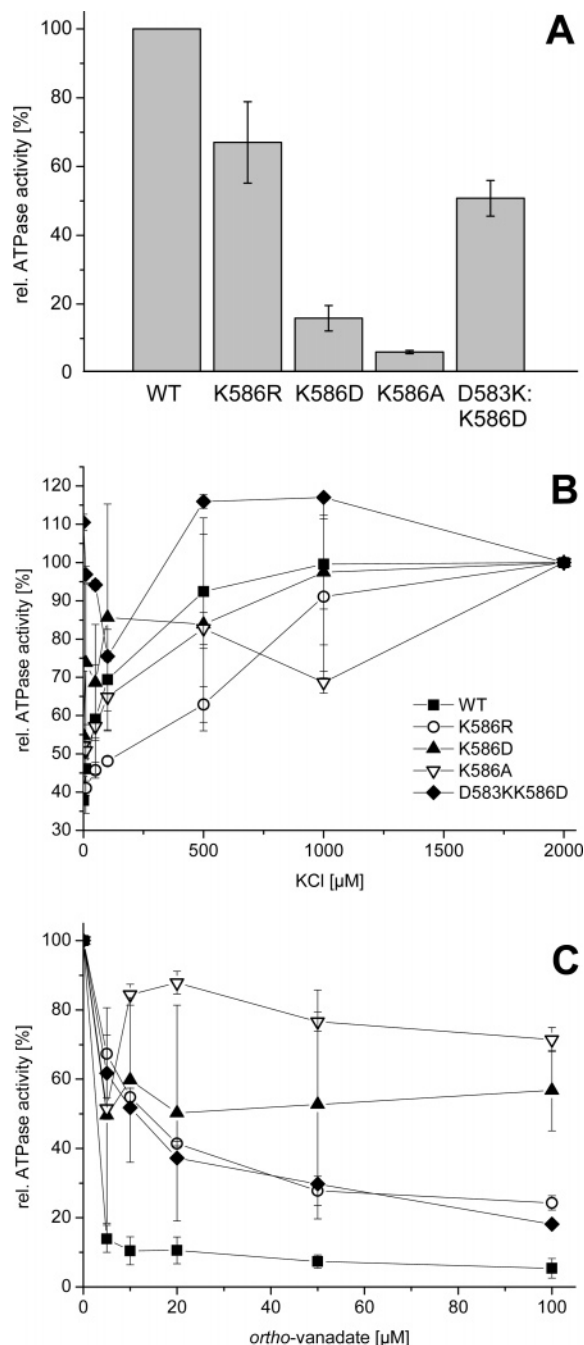 A
rel. ATPase activity [%]
100
80
60
40
20
0
WT
K586R
K586D
K586A
D583K:
K586D
B
rel. ATPase activity [%]
120
110
100
90
80
70
60
50
40
30
WT
K586R
K586D
K586A
D583KK586D
0
500
1000
1500
2000
KCl [µM]
C
rel. ATPase activity [%]
100
80
60
40
20
0
0
20
40
60
80
100
ortho-vanadate [µM]